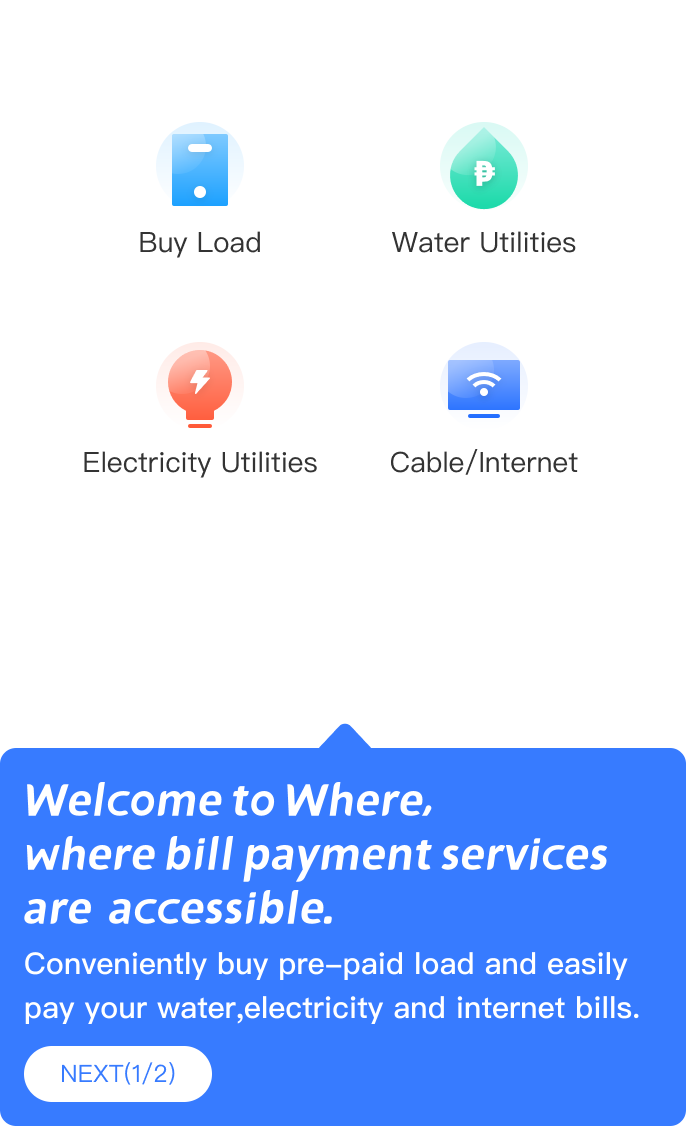 ₱
Buy Load
Water Utilities
Electricity Utilities
Cable/Internet
Welcome to Where,
where bill payment services
are accessible.
Conveniently buy pre-paid load and easily
pay your water,electricity and internet bills.
NEXT(1/2)